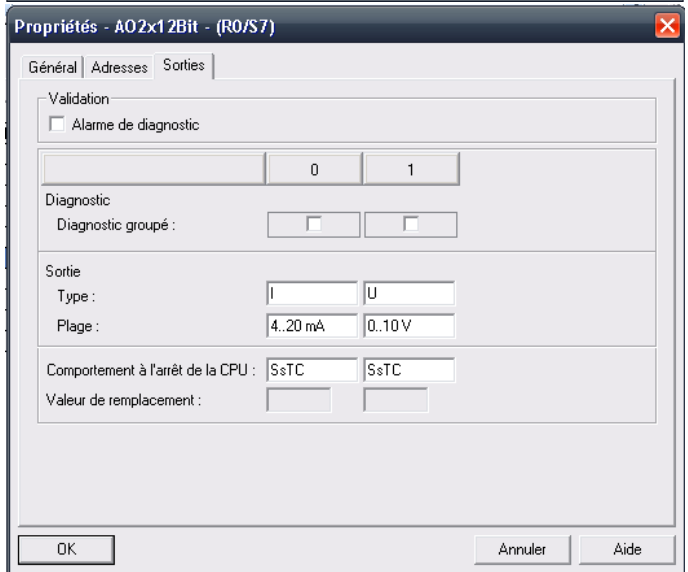 Propriétés - AO2x12Bit - (R0/S7)
Général Adresses Sorties
Validation
Alarme de diagnostic
0 1
Diagnostic
Diagnostic groupé :
Sortie
Type : I U
Plage : 4..20 mA 0..10 V
Comportement à l'arrêt de la CPU : SsTC SsTC
Valeur de remplacement :
OK Annuler Aide